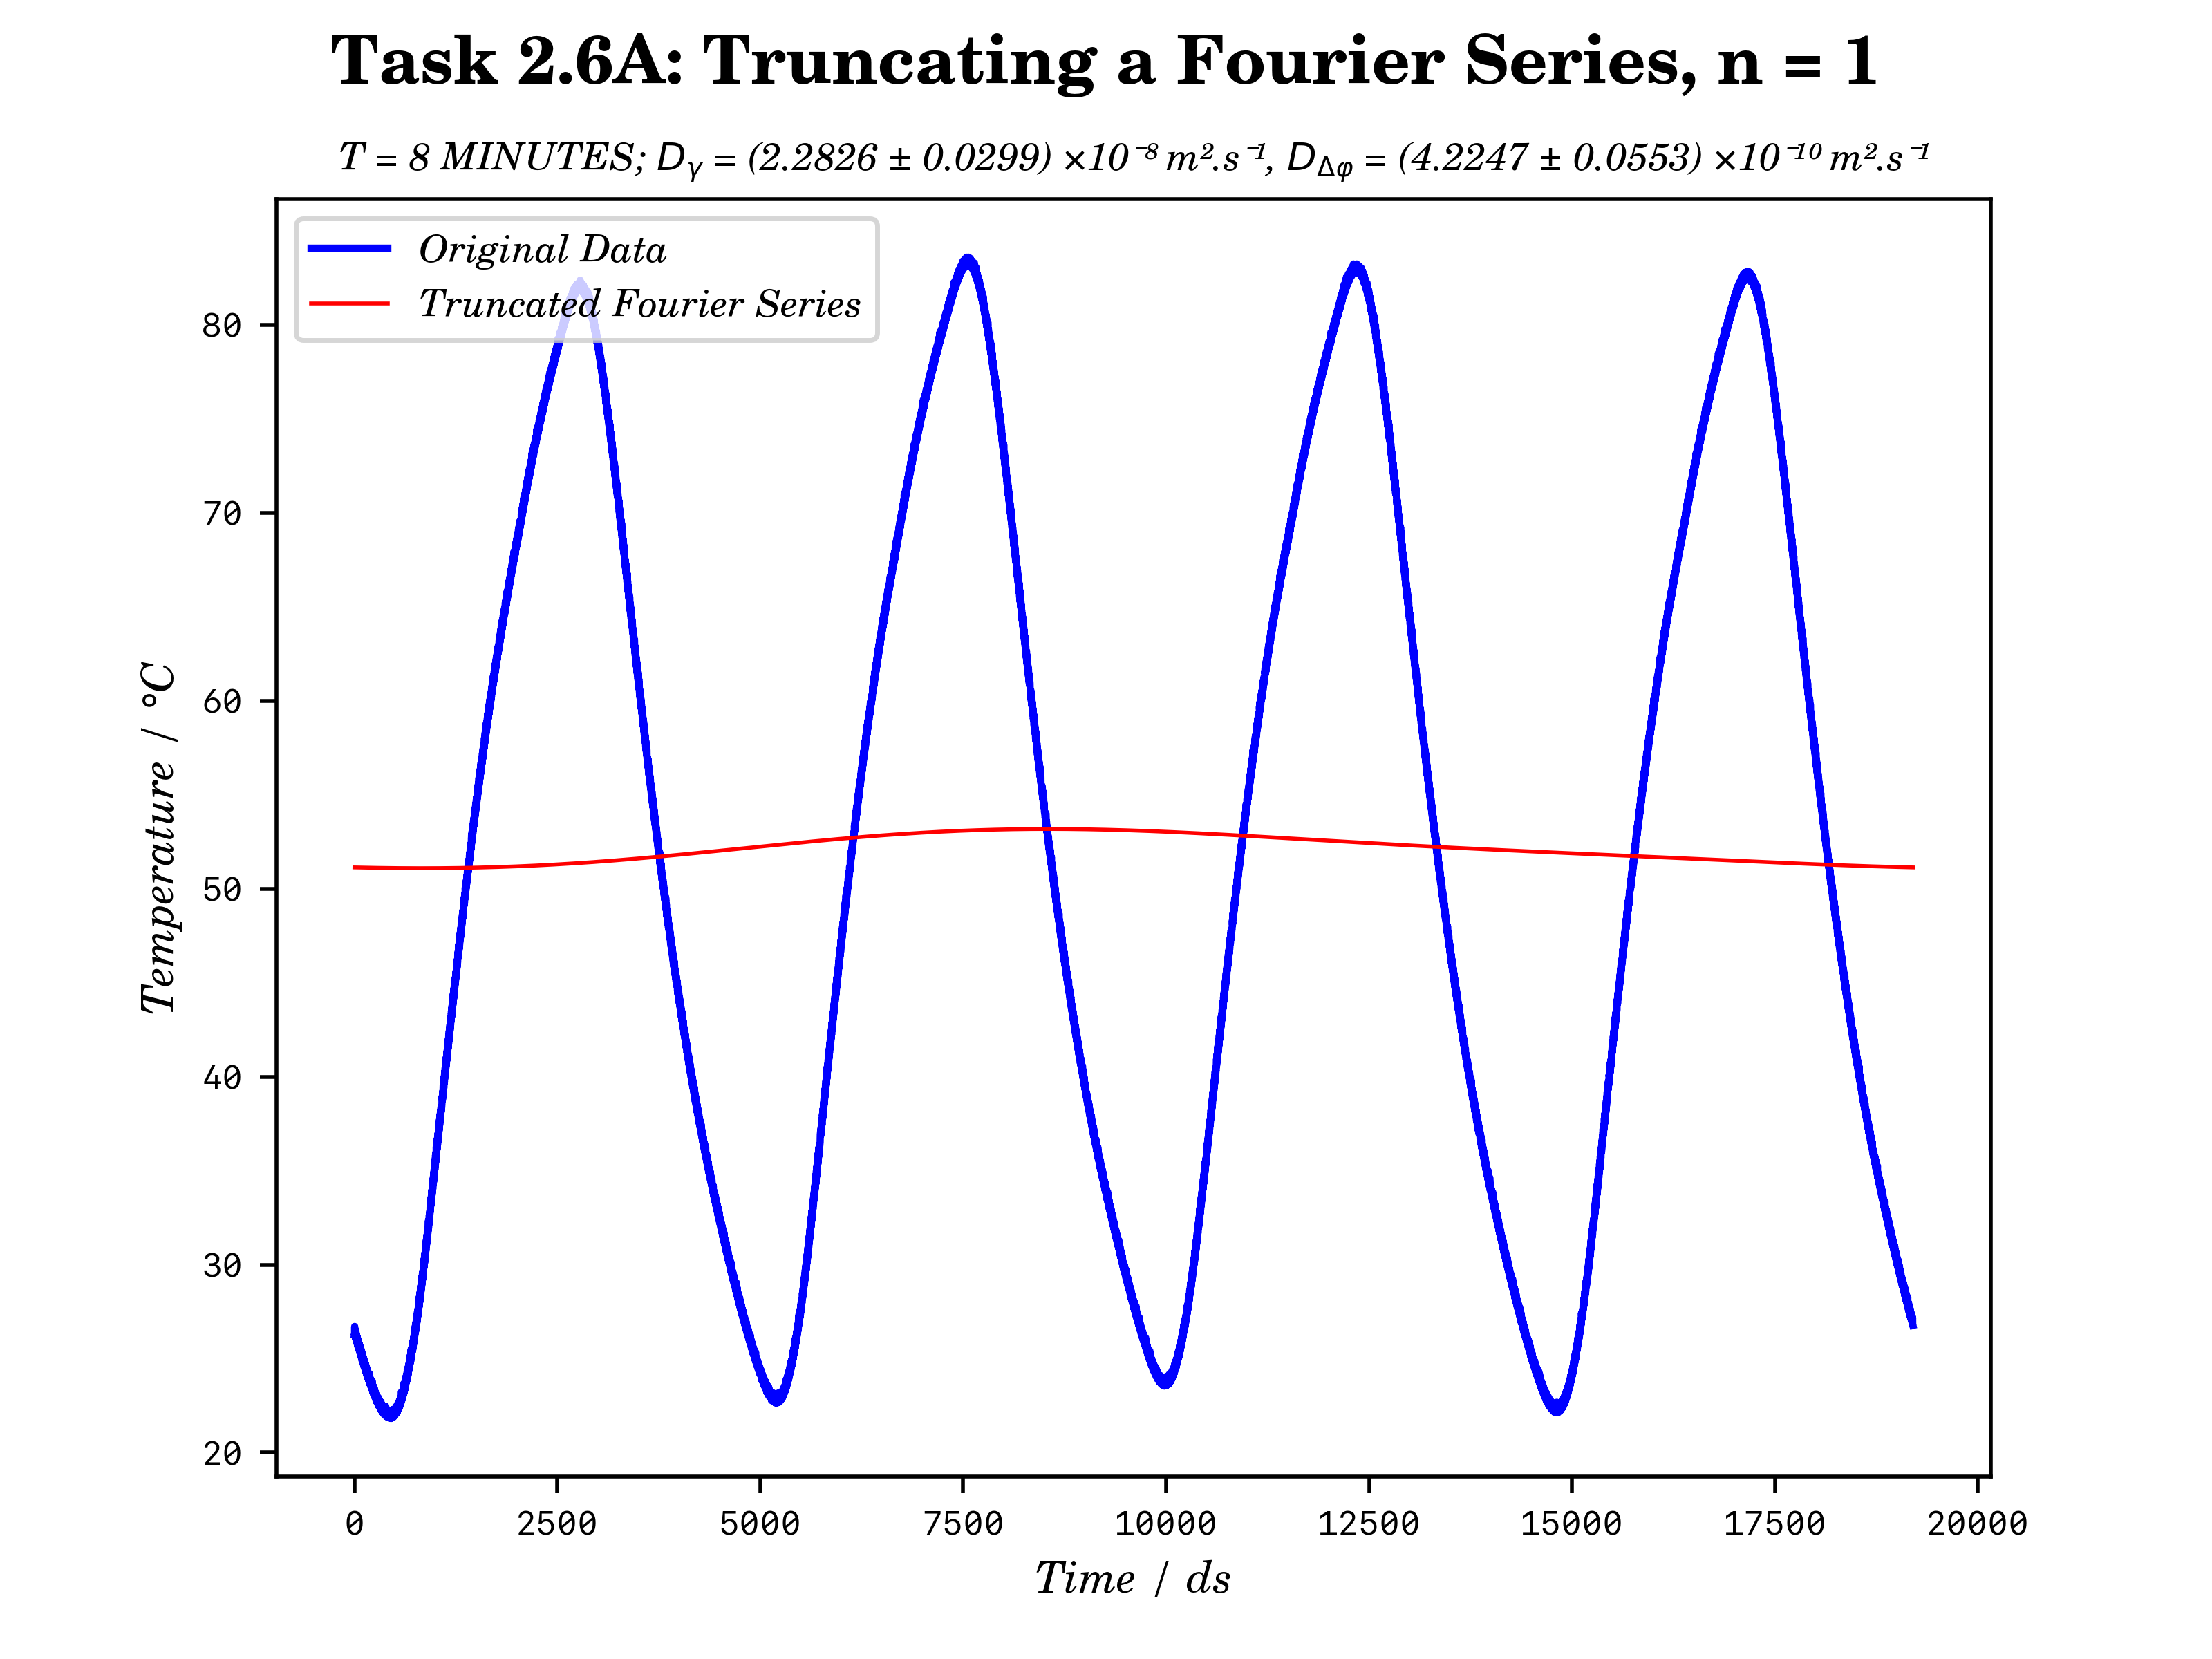 Task 2.6A: Truncating a Fourier Series, n = 1
T = 8 MINUTES; Dᵧ = (2.2826 ± 0.0299) ×10⁻⁸ m².s⁻¹, D_Δφ = (4.2247 ± 0.0553) ×10⁻¹⁰ m².s⁻¹
Original Data
Truncated Fourier Series
80
70
60
50
40
30
20
Temperature / °C
0 2500 5000 7500 10000 12500 15000 17500 20000
Time / ds